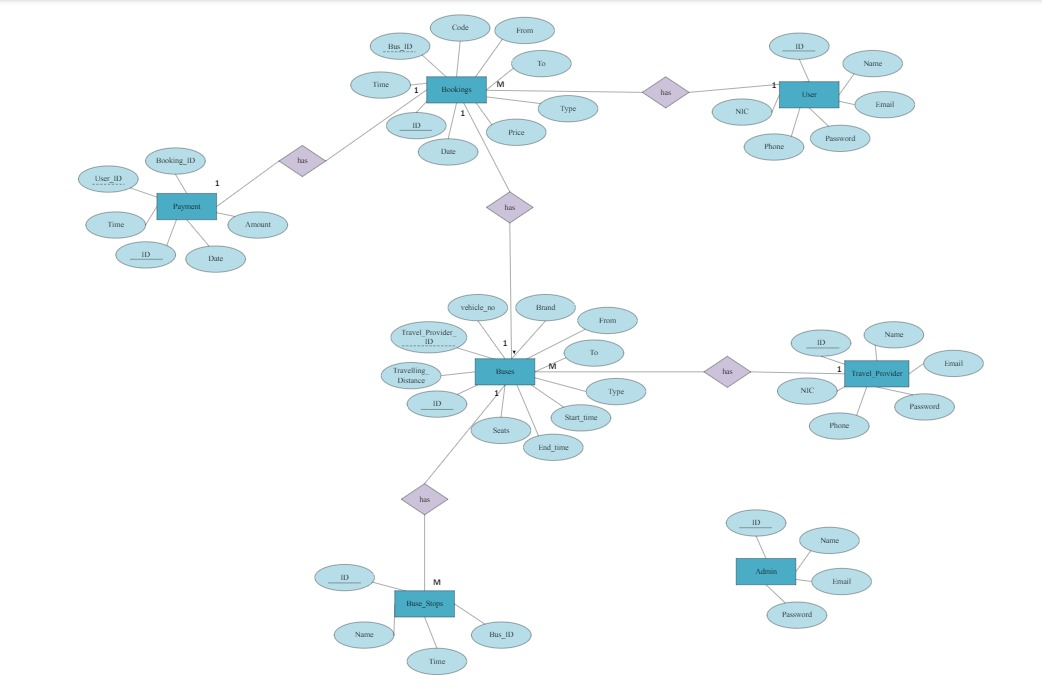 Code
From
Bus_ID
To
Time
Bookings
M
1
Type
ID
1
Price
Date
has
ID
Name
1
User
Email
NIC
Password
Phone
has
Booking_ID
User_ID
1
Payment
Time
Amount
ID
Date
has
vehicle_no
Brand
From
Travel_Provider_
ID
1
To
M
Travelling_
Distance
Buses
1
Type
ID
Start_time
Seats
End_time
has
ID
Name
Email
1
Travel_Provider
NIC
Password
Phone
has
ID
M
Buse_Stops
Name
Bus_ID
Time
ID
Name
Admin
Email
Password